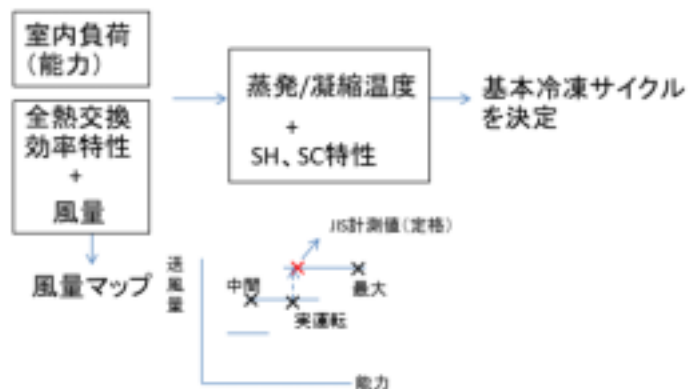 室内負荷
（能力）
全熱交換
効率特性
+
風量
蒸発/凝縮温度
+
SH、SC特性
基本冷凍サイクル
を決定
風量マップ
送風量
JIS計測値（定格）
中間
最大
実運転
能力